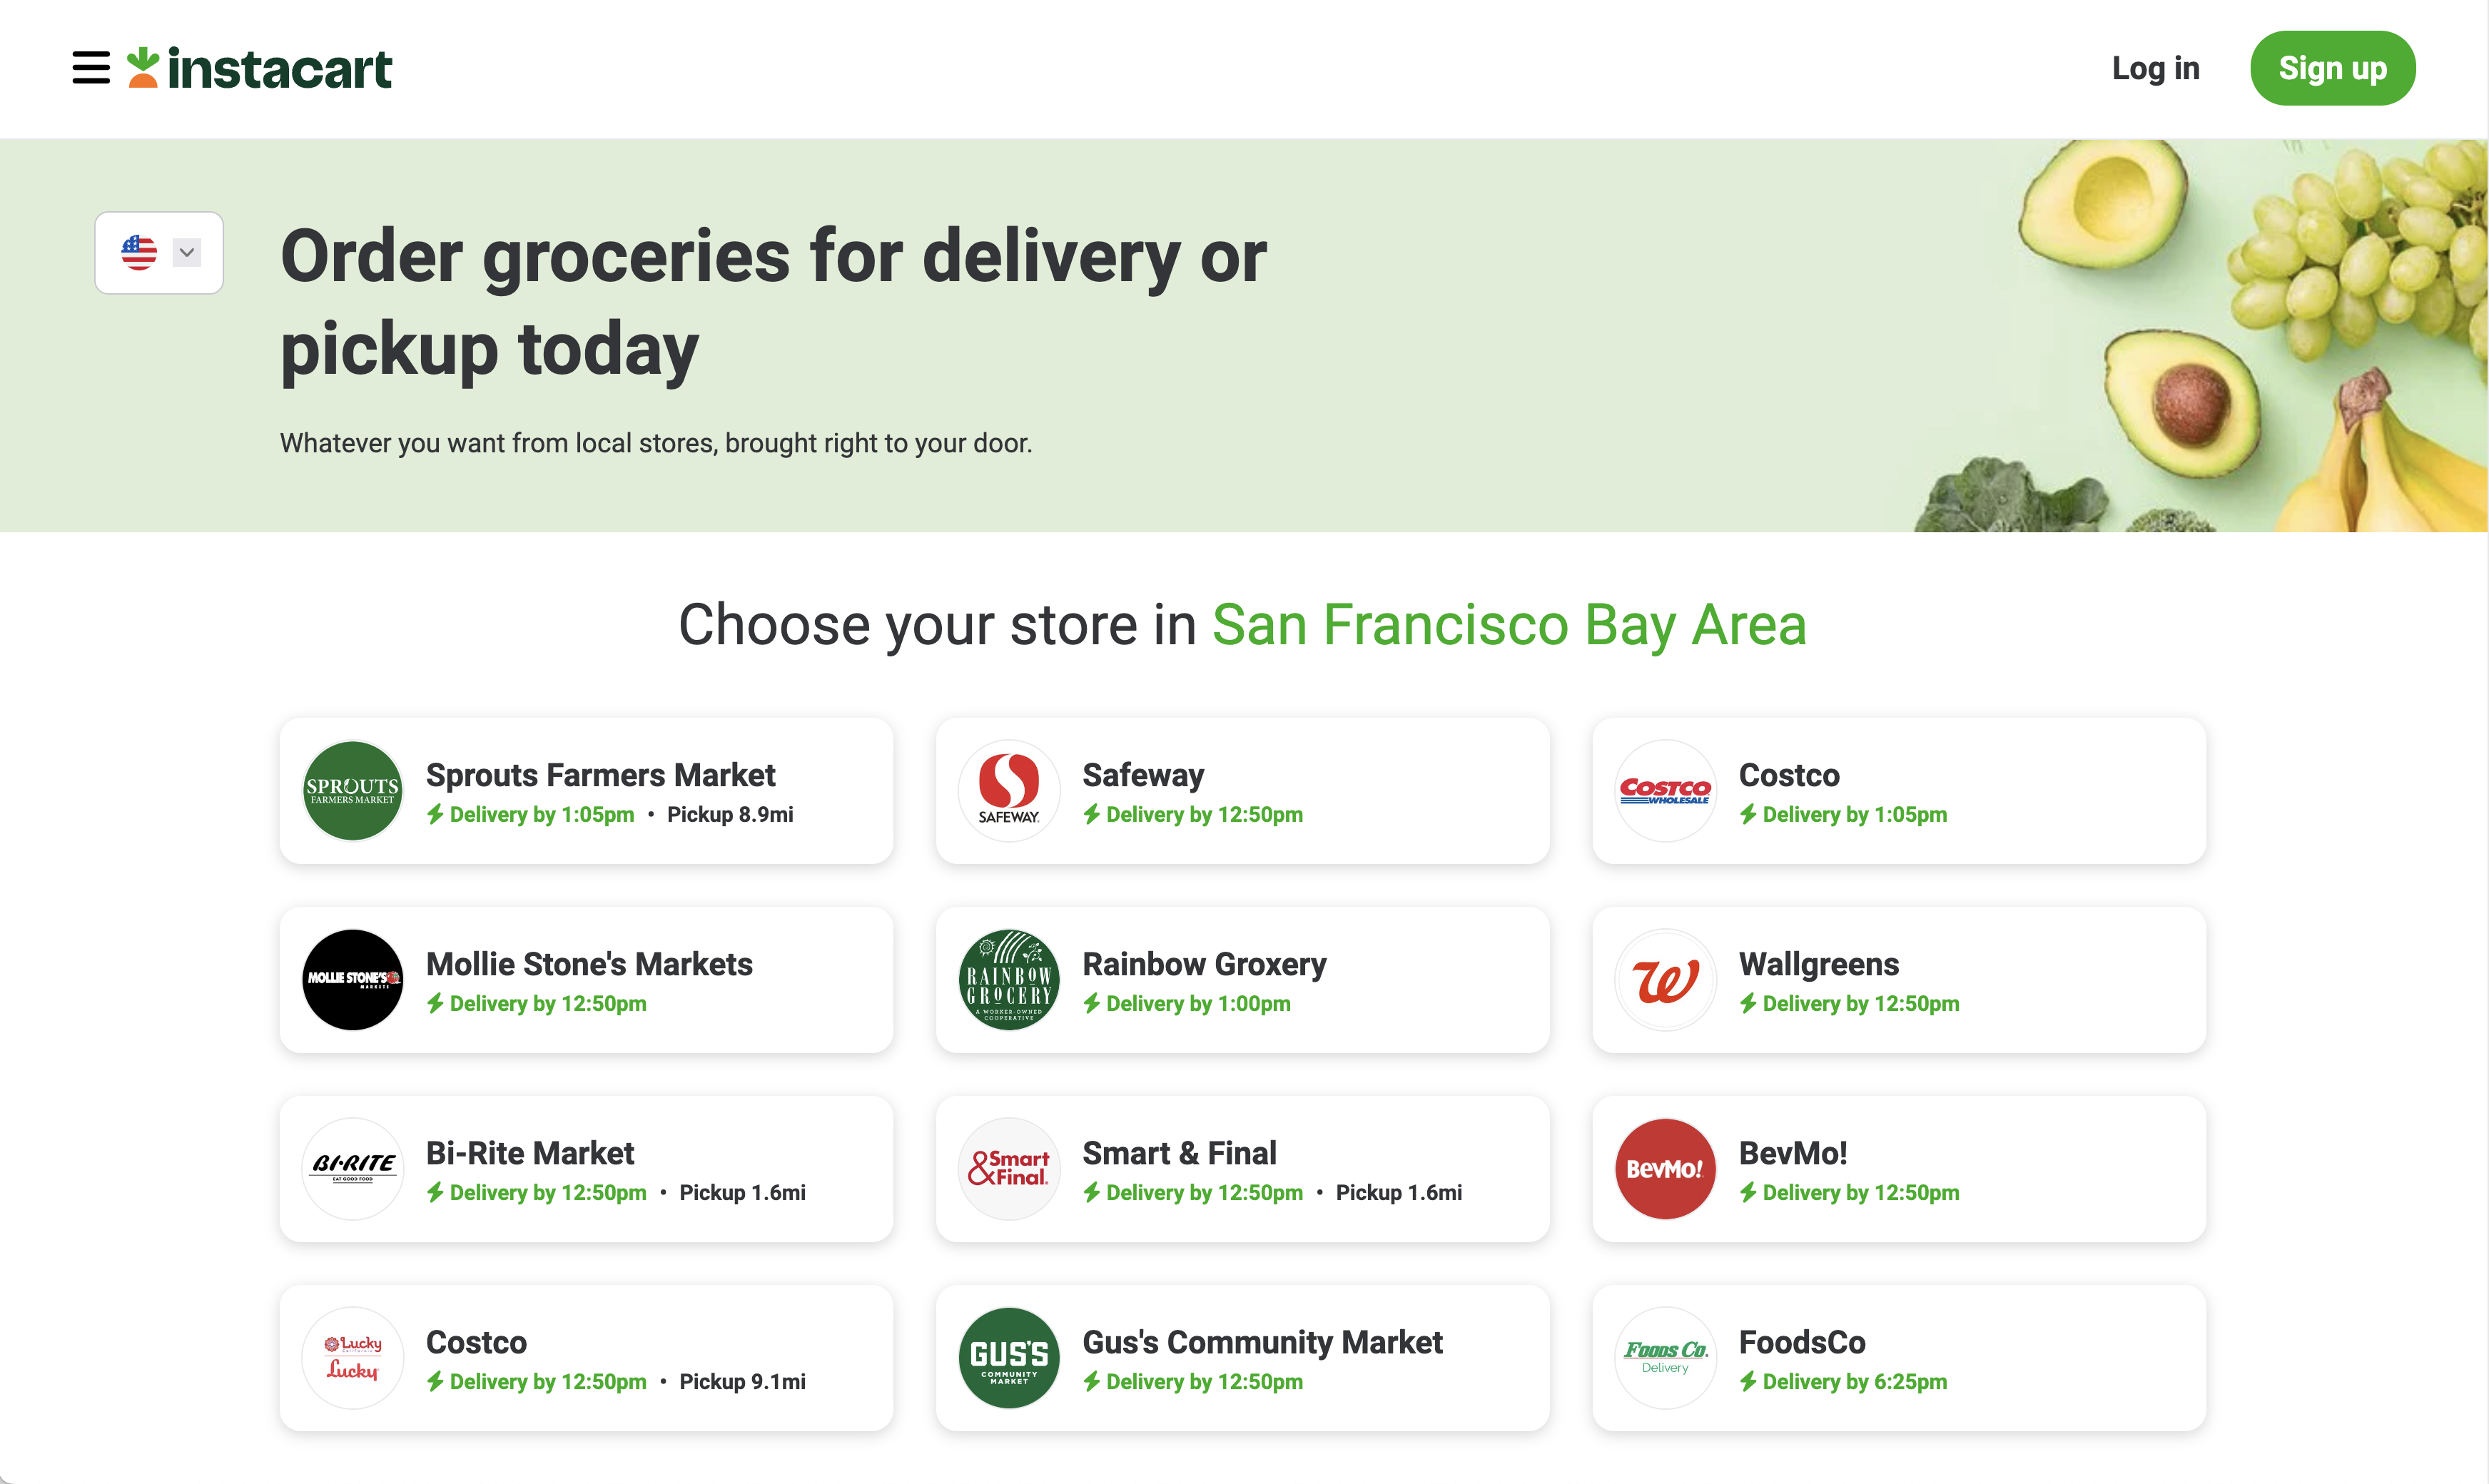 instacart
Log in
Sign up
Order groceries for delivery or
pickup today
Whatever you want from local stores, brought right to your door.
Choose your store in San Francisco Bay Area
SPROUTS
FARMERS MARKET
Sprouts Farmers Market
Delivery by 1:05pm • Pickup 8.9mi
SAFEWAY
Safeway
Delivery by 12:50pm
COSTCO
WHOLESALE
Costco
Delivery by 1:05pm
MOLLIE STONE'S
MARKETS
Mollie Stone's Markets
Delivery by 12:50pm
RAINBOW
GROCERY
A WORKER-OWNED
COOPERATIVE
Rainbow Groxery
Delivery by 1:00pm
W
Wallgreens
Delivery by 12:50pm
BI-RITE
EAT GOOD FOOD
Bi-Rite Market
Delivery by 12:50pm • Pickup 1.6mi
&Smart
Final.
Smart & Final
Delivery by 12:50pm • Pickup 1.6mi
BevMo!
BevMo!
Delivery by 12:50pm
Lucky
California
Lucky
Costco
Delivery by 12:50pm • Pickup 9.1mi
GUS'S
COMMUNITY
MARKET
Gus's Community Market
Delivery by 12:50pm
Foods Co.
Delivery
FoodsCo
Delivery by 6:25pm